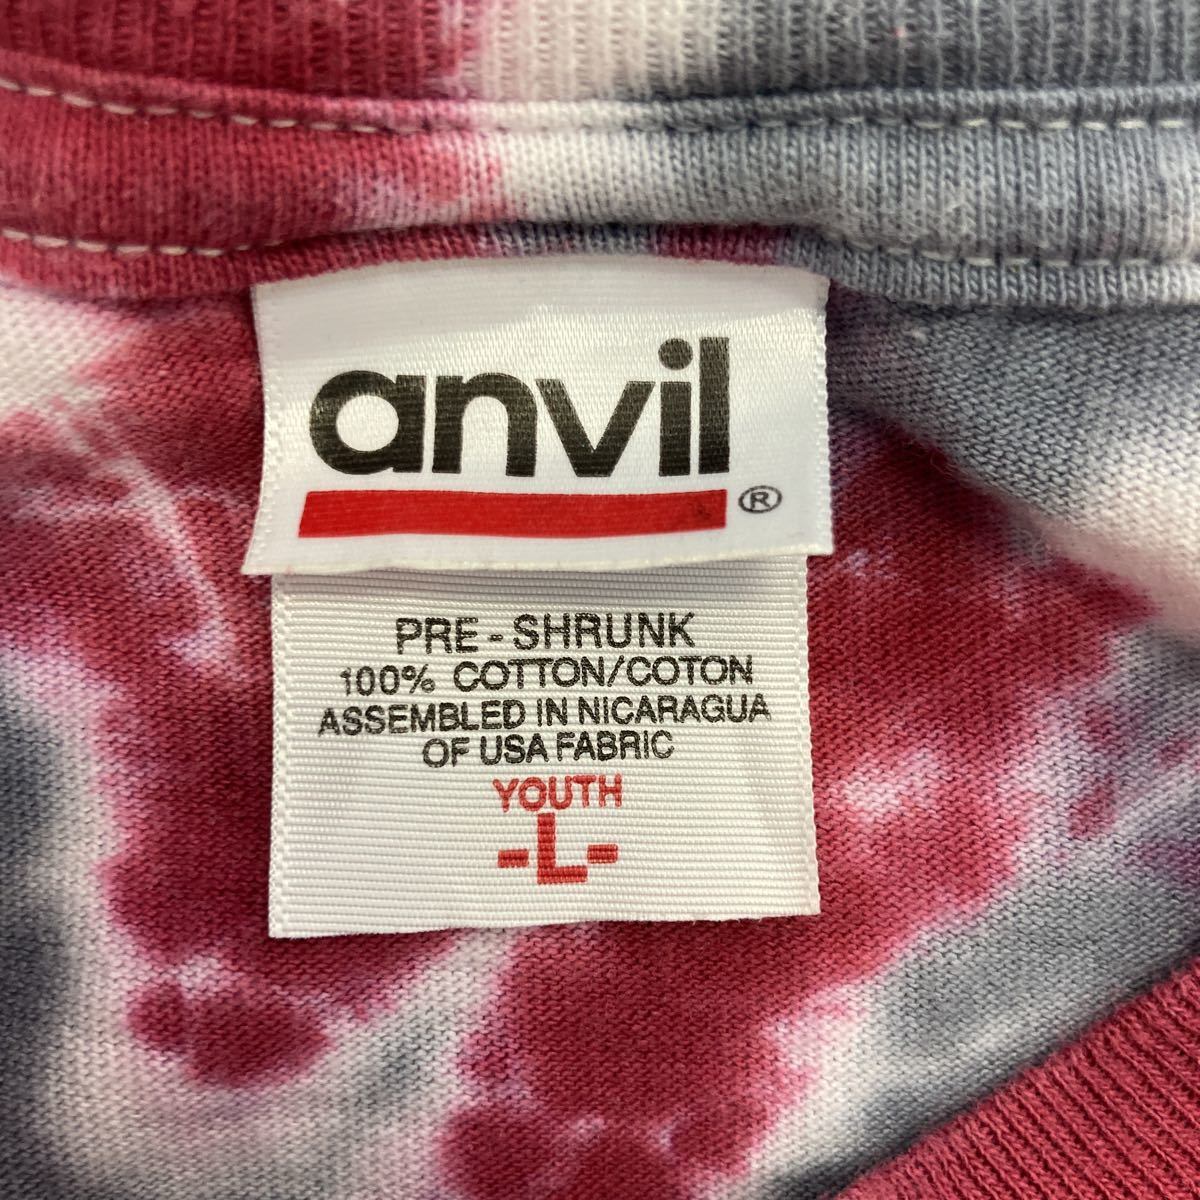 anvil
®
PRE-SHRUNK
100% COTTON/COTON
ASSEMBLED IN NICARAGUA
OF USA FABRIC
YOUTH
-L-